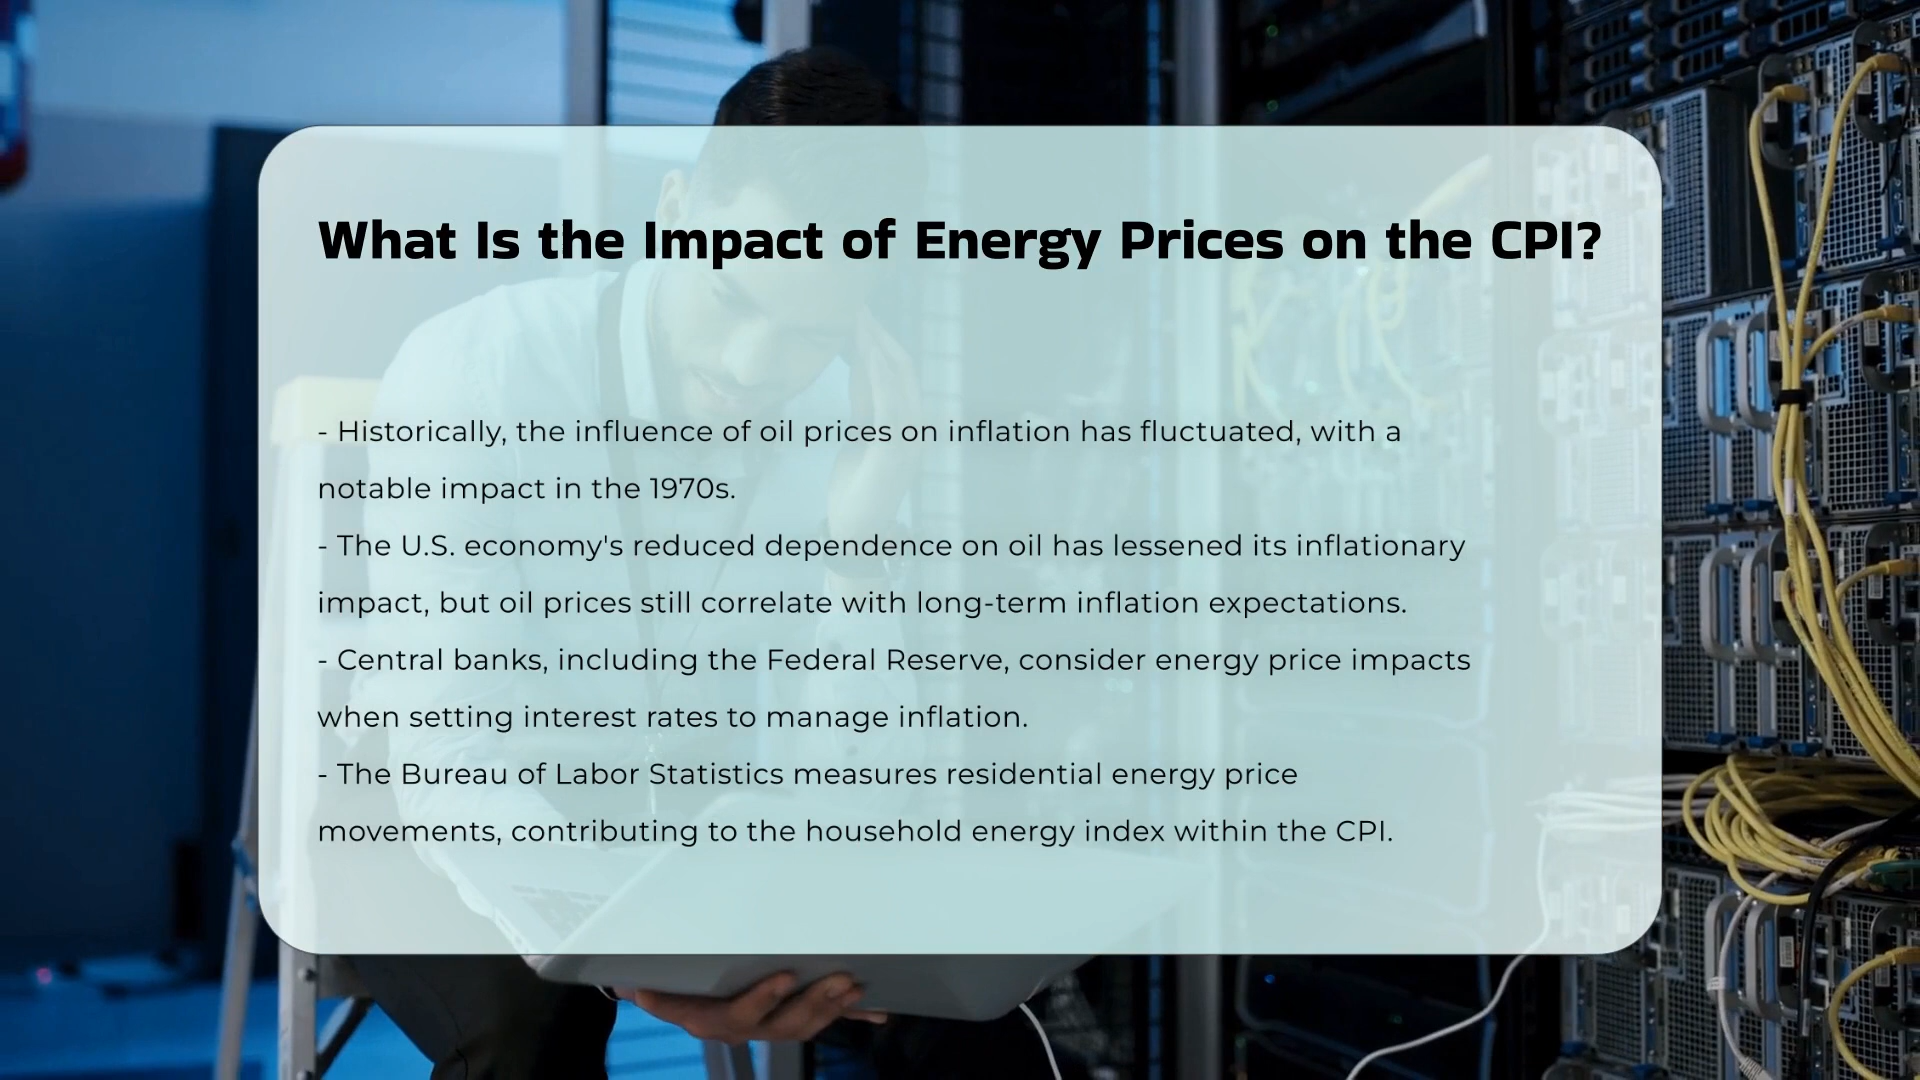 What Is the Impact of Energy Prices on the CPI?
- Historically, the influence of oil prices on inflation has fluctuated, with a
notable impact in the 1970s.
- The U.S. economy's reduced dependence on oil has lessened its inflationary
impact, but oil prices still correlate with long-term inflation expectations.
- Central banks, including the Federal Reserve, consider energy price impacts
when setting interest rates to manage inflation.
- The Bureau of Labor Statistics measures residential energy price
movements, contributing to the household energy index within the CPI.